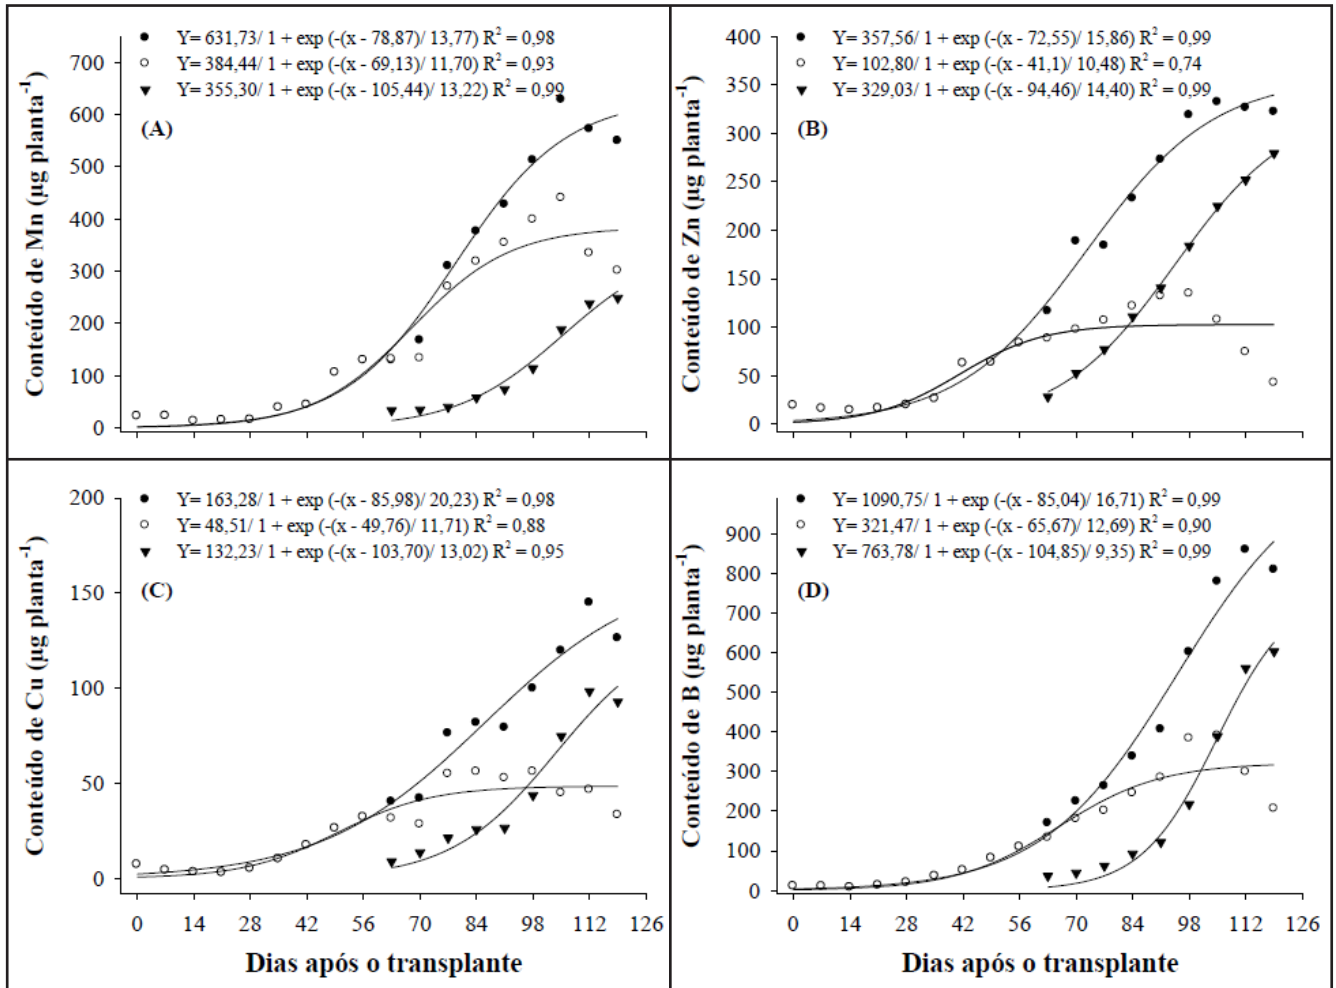 ● Y= 631,73/ 1 + exp (-(x - 78,87)/ 13,77) R² = 0,98
○ Y= 384,44/ 1 + exp (-(x - 69,13)/ 11,70) R² = 0,93
▼ Y= 355,30/ 1 + exp (-(x - 105,44)/ 13,22) R² = 0,99
(A)
Conteúdo de Mn (µg planta⁻¹)
700
600
500
400
300
200
100
0
● Y= 357,56/ 1 + exp (-(x - 72,55)/ 15,86) R² = 0,99
○ Y= 102,80/ 1 + exp (-(x - 41,1)/ 10,48) R² = 0,74
▼ Y= 329,03/ 1 + exp (-(x - 94,46)/ 14,40) R² = 0,99
(B)
Conteúdo de Zn (µg planta⁻¹)
400
350
300
250
200
150
100
50
0
● Y= 163,28/ 1 + exp (-(x - 85,98)/ 20,23) R² = 0,98
○ Y= 48,51/ 1 + exp (-(x - 49,76)/ 11,71) R² = 0,88
▼ Y= 132,23/ 1 + exp (-(x - 103,70)/ 13,02) R² = 0,95
(C)
Conteúdo de Cu (µg planta⁻¹)
200
150
100
50
0
0 14 28 42 56 70 84 98 112 126
Dias após o transplante
● Y= 1090,75/ 1 + exp (-(x - 85,04)/ 16,71) R² = 0,99
○ Y= 321,47/ 1 + exp (-(x - 65,67)/ 12,69) R² = 0,90
▼ Y= 763,78/ 1 + exp (-(x - 104,85)/ 9,35) R² = 0,99
(D)
Conteúdo de B (µg planta⁻¹)
900
800
700
600
500
400
300
200
100
0
0 14 28 42 56 70 84 98 112 126
Dias após o transplante